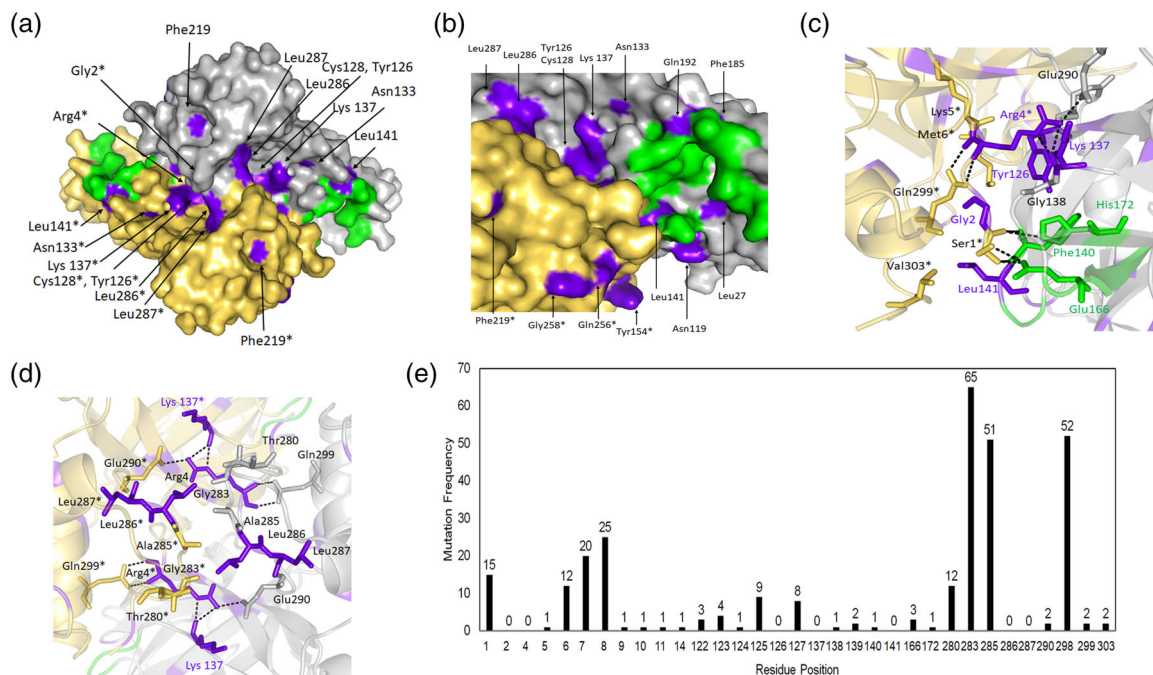 (a)
Phe219
Gly2*
Arg4*
Leu287
Cys128, Tyr126
Leu286
Asn133
Lys 137
Leu141
Leu141*
Asn133*
Lys 137*
Cys128*, Tyr126*
Leu286*
Leu287*
Phe219*
(b)
Leu287
Leu286
Tyr126
Cys128
Lys 137
Asn133
Gln192
Phe185
Phe219*
Gly258*
Gln256*
Tyr154*
Leu141
Asn119
Leu27
(c)
Glu290
Lys5*
Met6*
Arg4*
Lys 137
Tyr126
Gln299*
Gly138
Gly2
His172
Ser1*
Phe140
Val303*
Leu141
Glu166
(d)
Lys 137*
Thr280
Gln299
Glu290*
Arg4
Gly283
Leu287*
Leu286*
Ala285
Leu286
Leu287
Ala285*
Gln299*
Arg4*
Gly283*
Glu290
Thr280*
Lys 137
(e)
Mutation Frequency
70
60
50
40
30
20
10
0
15 0 0 1 12 20 25 1 1 1 1 3 4 1 9 0 8 0 1 2 1 0 3 1 12 65 51 0 0 2 52 2 2
1 2 4 5 6 7 8 9 10 11 14 122 123 124 125 126 127 137 138 139 140 141 166 172 280 283 285 286 287 290 298 299 303
Residue Position